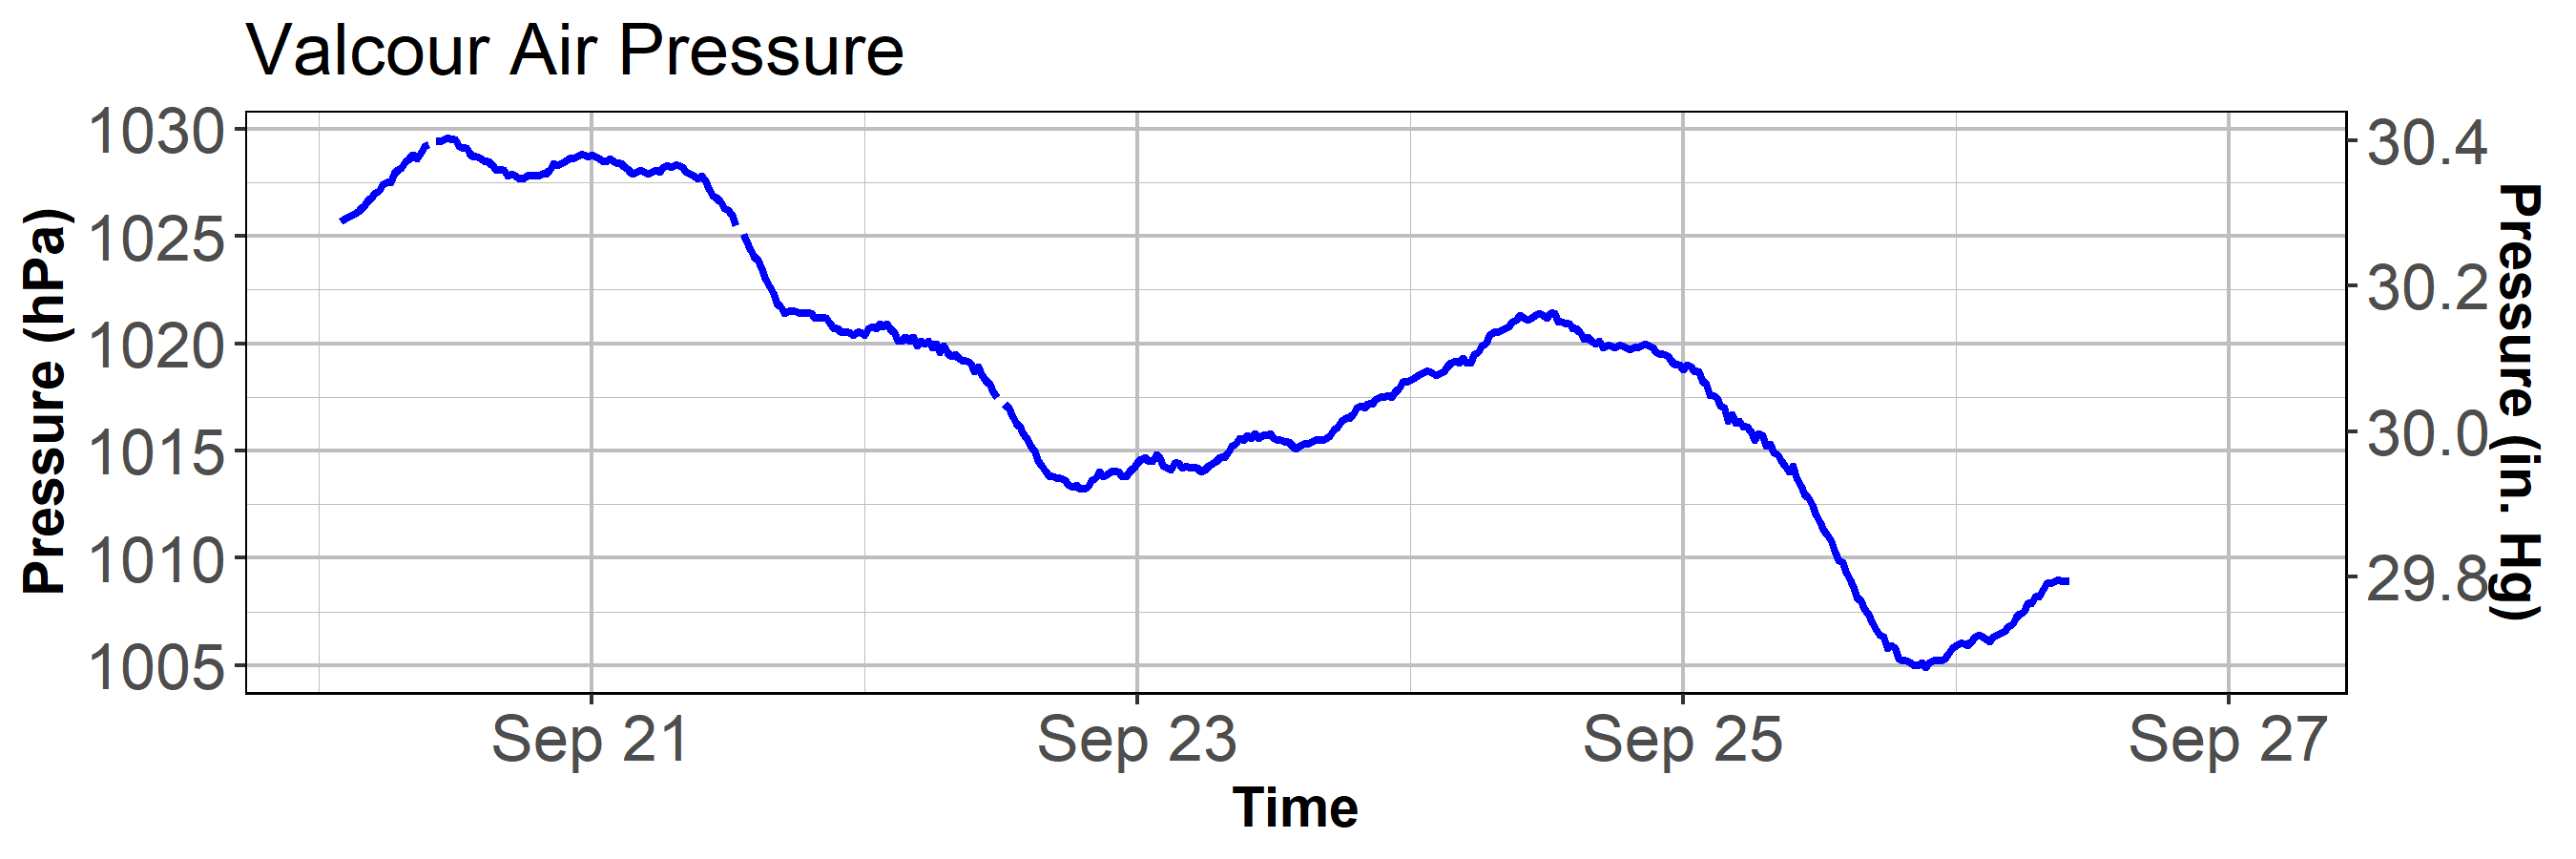 Valcour Air Pressure
Pressure (hPa)
1030
1025
1020
1015
1010
1005
30.4
30.2
30.0
29.8
Pressure (in. Hg)
Sep 21
Sep 23
Sep 25
Sep 27
Time